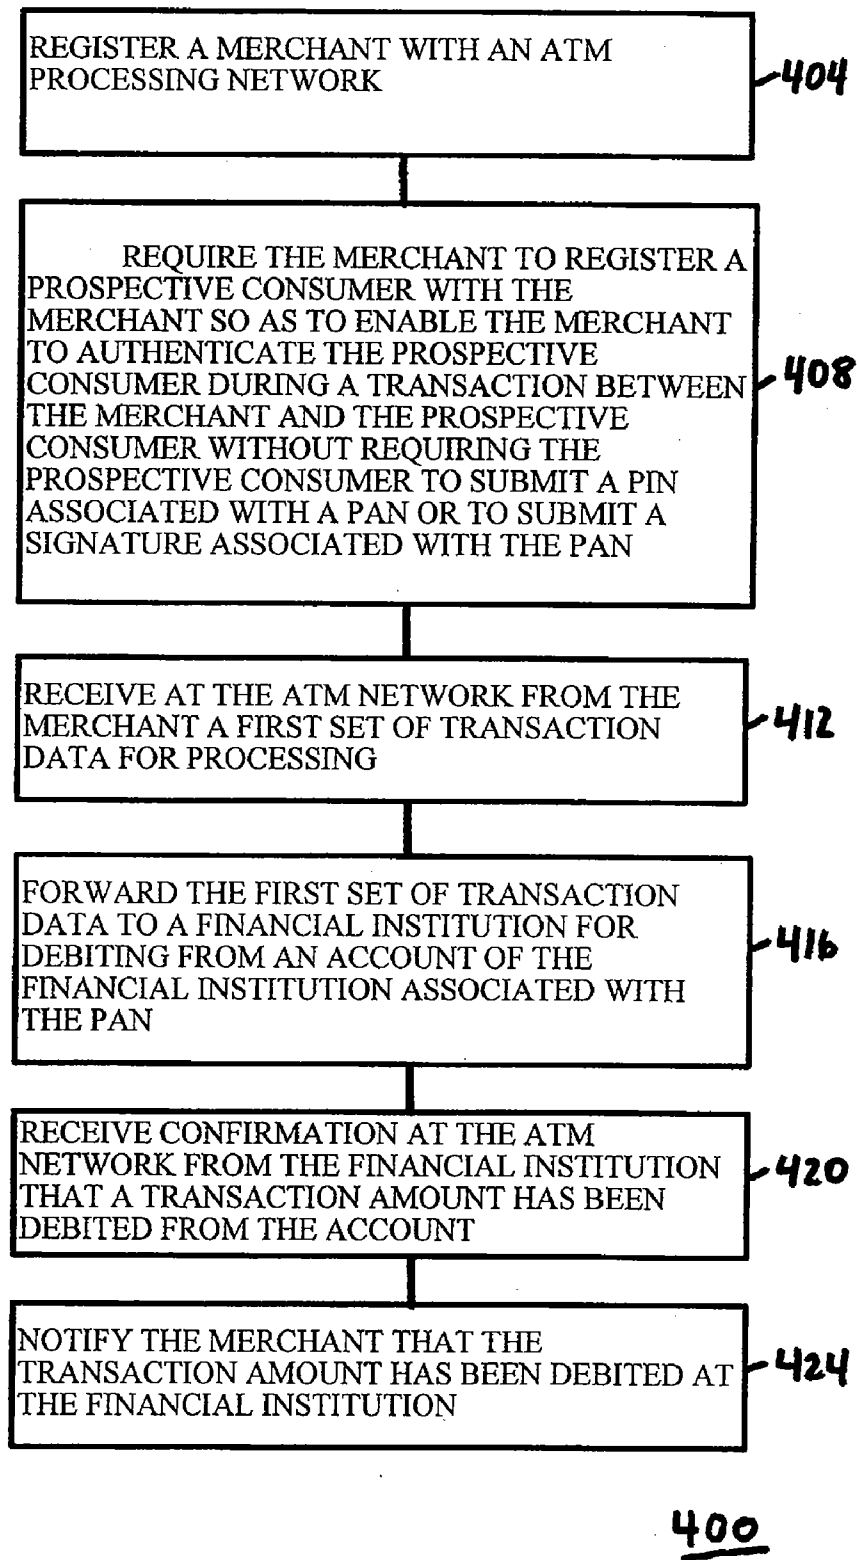 REGISTER A MERCHANT WITH AN ATM
PROCESSING NETWORK
404
REQUIRE THE MERCHANT TO REGISTER A
PROSPECTIVE CONSUMER WITH THE
MERCHANT SO AS TO ENABLE THE MERCHANT
TO AUTHENTICATE THE PROSPECTIVE
CONSUMER DURING A TRANSACTION BETWEEN
THE MERCHANT AND THE PROSPECTIVE
CONSUMER WITHOUT REQUIRING THE
PROSPECTIVE CONSUMER TO SUBMIT A PIN
ASSOCIATED WITH A PAN OR TO SUBMIT A
SIGNATURE ASSOCIATED WITH THE PAN
408
RECEIVE AT THE ATM NETWORK FROM THE
MERCHANT A FIRST SET OF TRANSACTION
DATA FOR PROCESSING
412
FORWARD THE FIRST SET OF TRANSACTION
DATA TO A FINANCIAL INSTITUTION FOR
DEBITING FROM AN ACCOUNT OF THE
FINANCIAL INSTITUTION ASSOCIATED WITH
THE PAN
416
RECEIVE CONFIRMATION AT THE ATM
NETWORK FROM THE FINANCIAL INSTITUTION
THAT A TRANSACTION AMOUNT HAS BEEN
DEBITED FROM THE ACCOUNT
420
NOTIFY THE MERCHANT THAT THE
TRANSACTION AMOUNT HAS BEEN DEBITED AT
THE FINANCIAL INSTITUTION
424
400